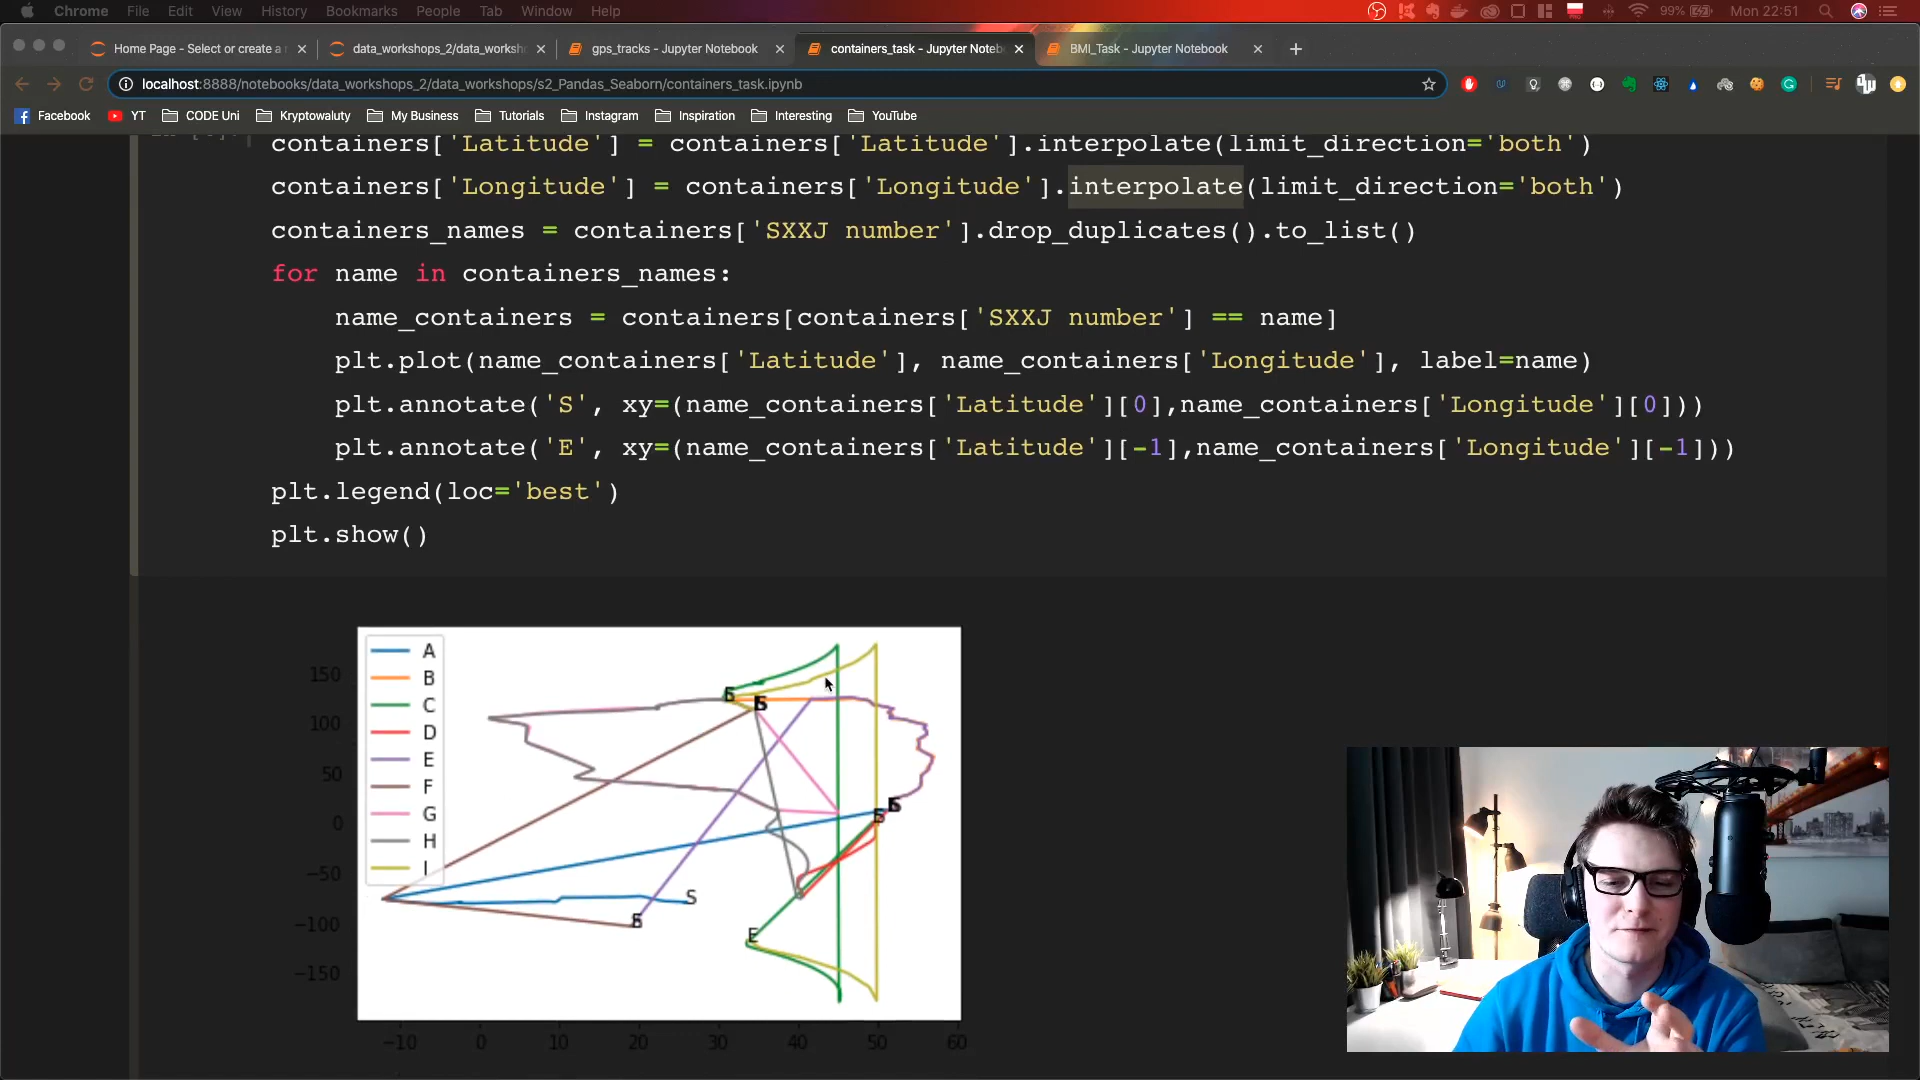 Chrome File Edit View History Bookmarks People Tab Window Help 99% Mon 22:51
Home Page - Select or create a data_workshops_2/data_worksh gps_tracks - Jupyter Notebook containers_task - Jupyter Noteb BMI_Task - Jupyter Notebook
localhost:8888/notebooks/data_workshops_2/data_workshops/s2_Pandas_Seaborn/containers_task.ipynb
Facebook YT CODE Uni Kryptowaluty My Business Tutorials Instagram Inspiration Interesting YouTube
containers['Latitude'] = containers['Latitude'].interpolate(limit_direction='both')
containers['Longitude'] = containers['Longitude'].interpolate(limit_direction='both')
containers_names = containers['SXXJ number'].drop_duplicates().to_list()
for name in containers_names:
name_containers = containers[containers['SXXJ number'] == name]
plt.plot(name_containers['Latitude'], name_containers['Longitude'], label=name)
plt.annotate('S', xy=(name_containers['Latitude'][0],name_containers['Longitude'][0]))
plt.annotate('E', xy=(name_containers['Latitude'][-1],name_containers['Longitude'][-1]))
plt.legend(loc='best')
plt.show()
A
B
C
D
E
F
G
H
I
150
100
50
0
−50
−100
−150
S
E
−10 0 10 20 30 40 50 60